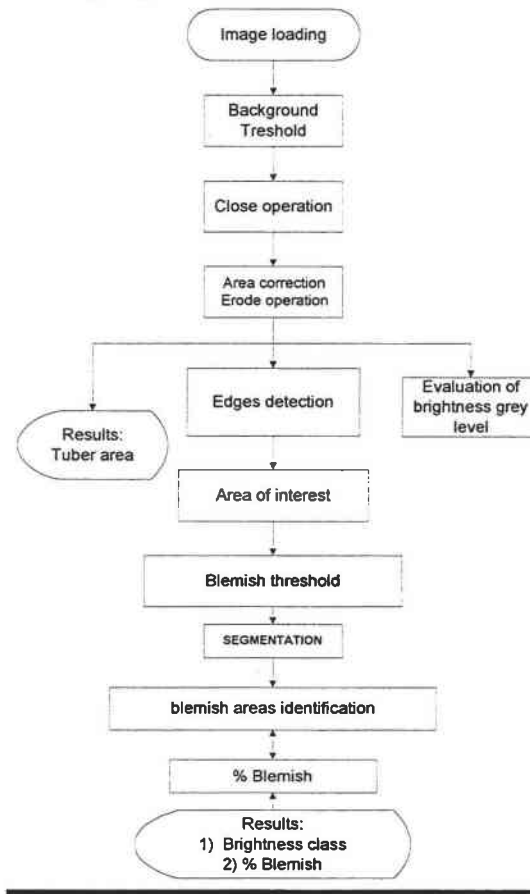 Image loading
Background
Treshold
Close operation
Area correction
Erode operation
Results:
Tuber area
Edges detection
Evaluation of
brightness grey
level
Area of interest
Blemish threshold
SEGMENTATION
blemish areas identification
% Blemish
Results:
1) Brightness class
2) % Blemish